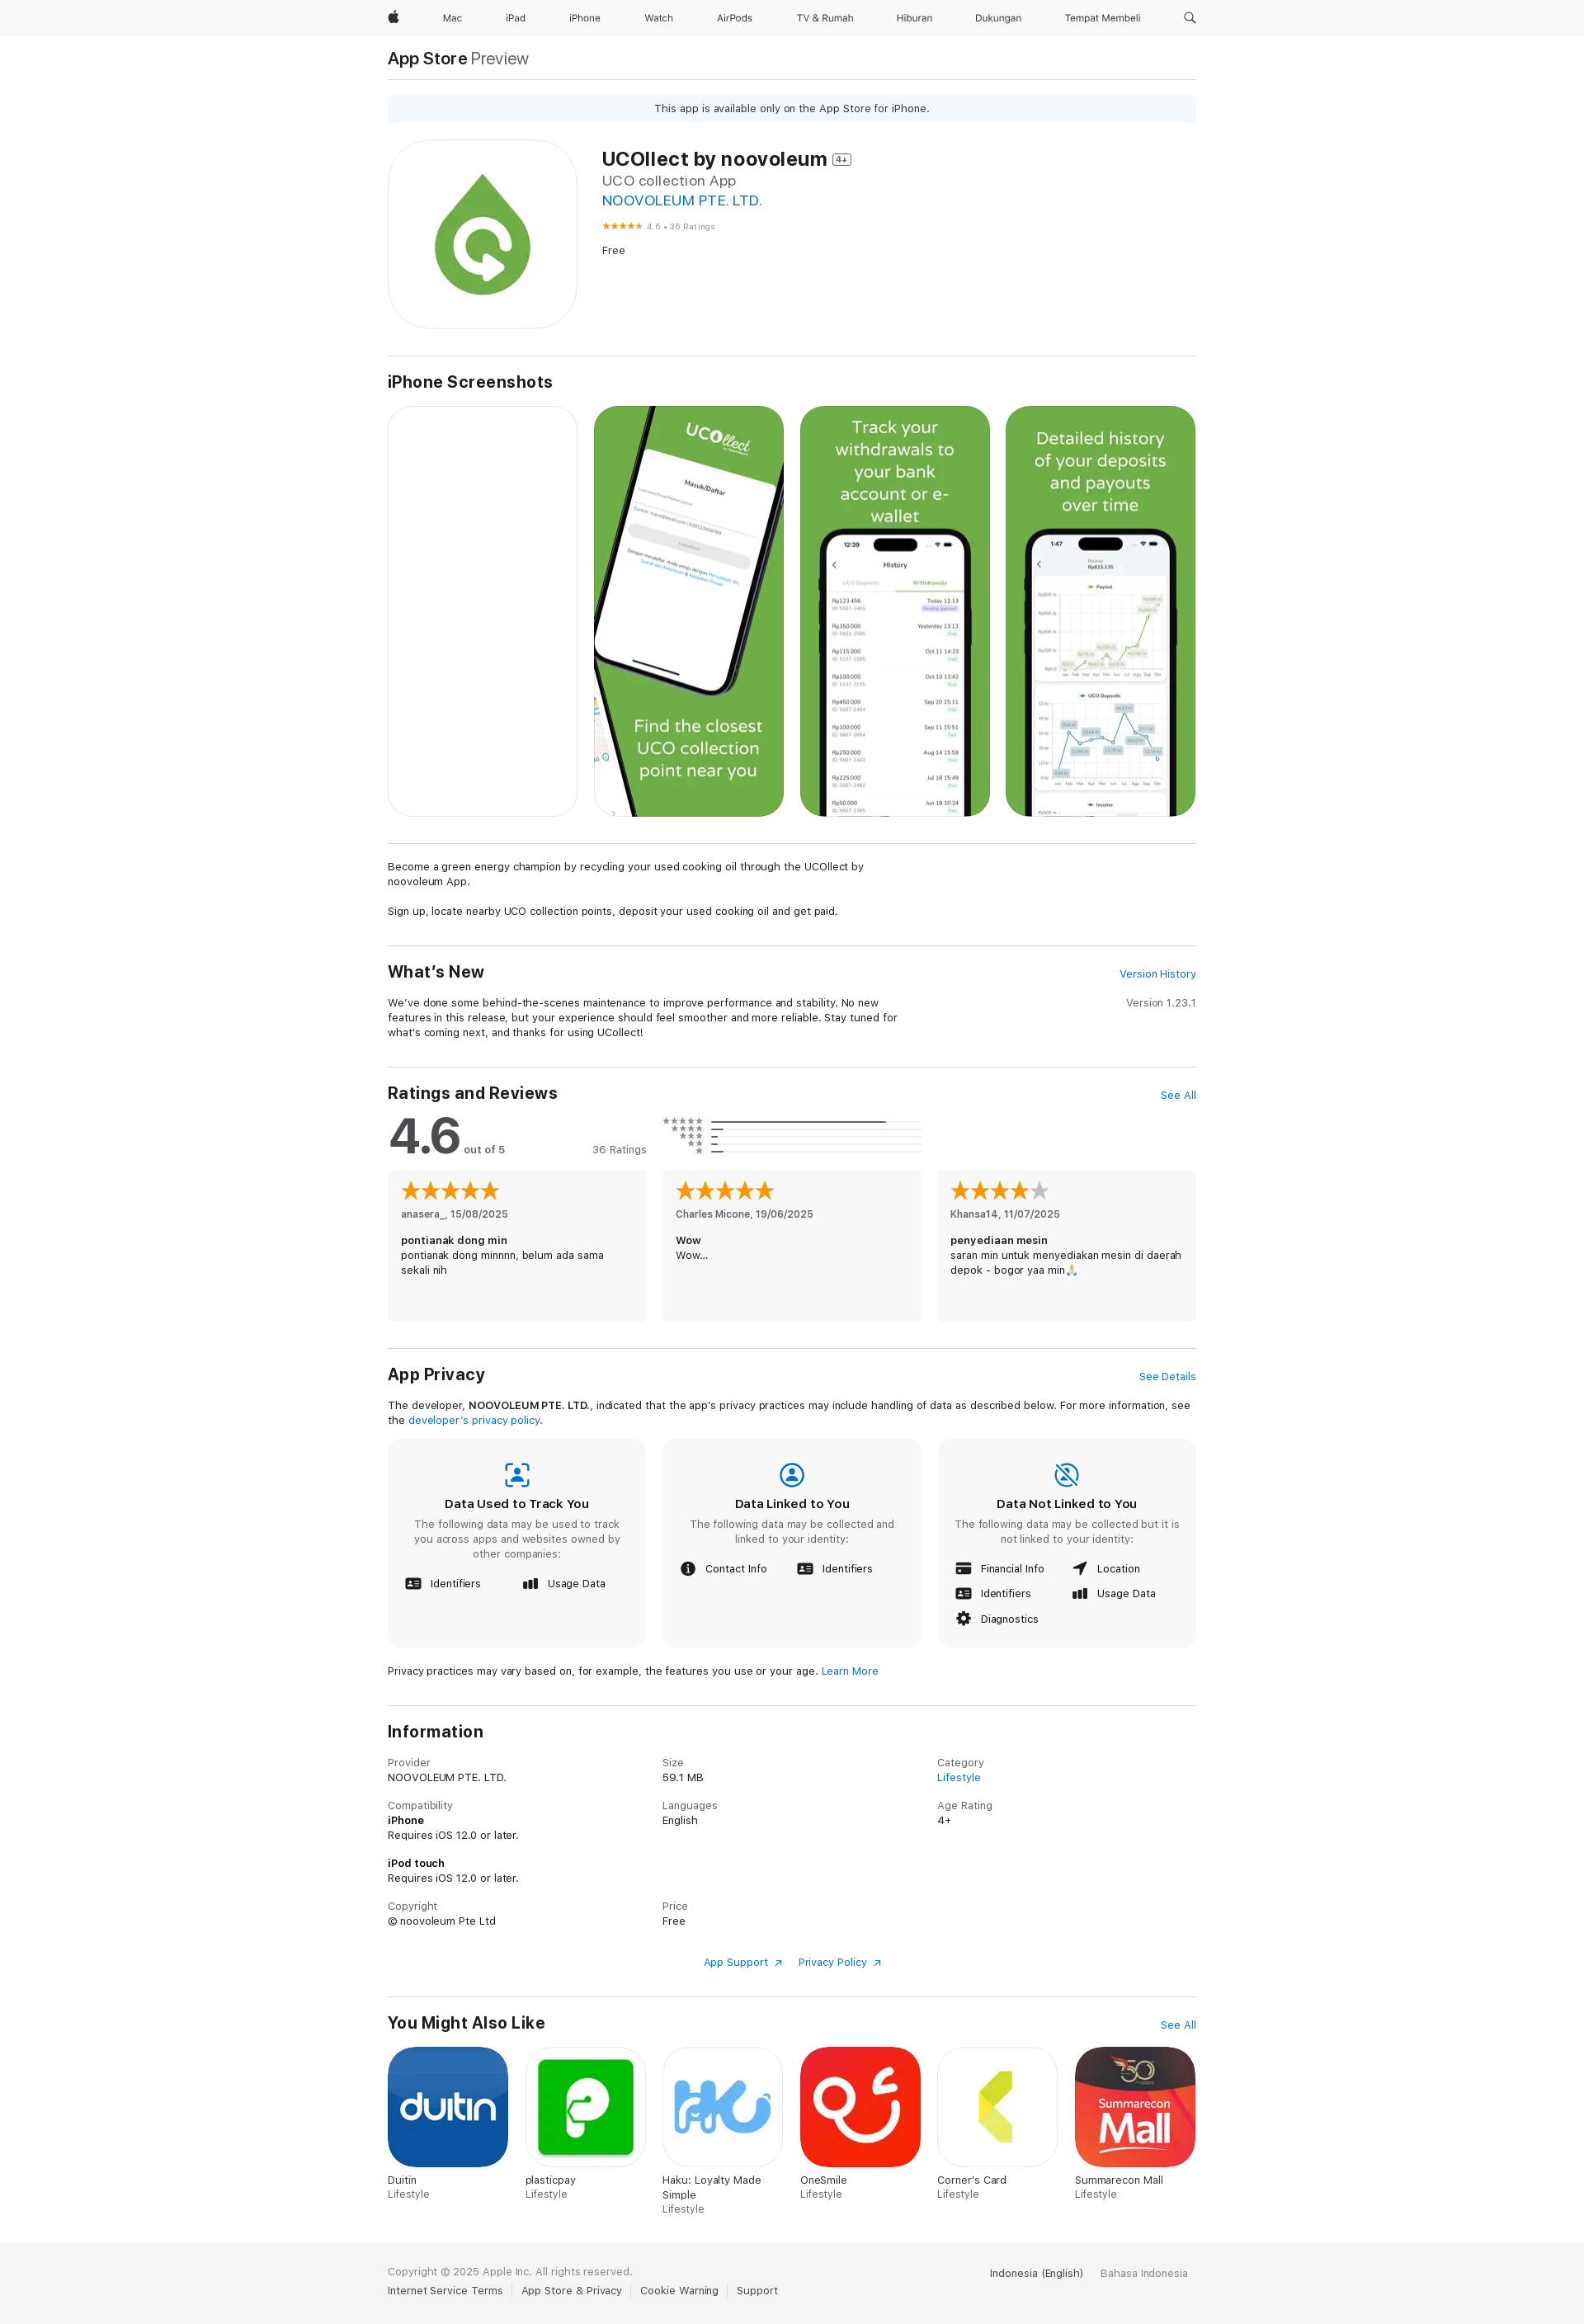 Mac iPad iPhone Watch AirPods TV & Rumah Hiburan Dukungan Tempat Membeli
App Store Preview
This app is available only on the App Store for iPhone.
UCOllect by noovoleum 4+
UCO collection App
NOOVOLEUM PTE. LTD.
4.6 • 36 Ratings
Free
iPhone Screenshots
UCOllect
Masuk/Daftar
Find the closest
UCO collection
point near you
Track your
withdrawals to
your bank
account or e-
wallet
12:39
History
UCO Deposits Withdrawals
Rp123.456 Today 12:13
Pending approval
Rp350.000 Yesterday 13:13
Rp115.000 Oct 11 14:23
Rp100.000 Oct 10 13:42
Rp450.000 Sep 20 15:11
Rp100.000 Sep 11 15:51
Rp250.000 Aug 14 15:59
Rp225.000 Jul 18 15:49
Rp50.000 Jun 18 10:24
Detailed history
of your deposits
and payouts
over time
1:47
Balance
Rp815.135
Payout
UCO Deposits
Income
Become a green energy champion by recycling your used cooking oil through the UCOllect by
noovoleum App.
Sign up, locate nearby UCO collection points, deposit your used cooking oil and get paid.
What's New
Version History
We've done some behind-the-scenes maintenance to improve performance and stability. No new
features in this release, but your experience should feel smoother and more reliable. Stay tuned for
what's coming next, and thanks for using UCollect!
Version 1.23.1
Ratings and Reviews
See All
4.6 out of 5
36 Ratings
anasera_, 15/08/2025
pontianak dong min
pontianak dong minnnn, belum ada sama
sekali nih
Charles Micone, 19/06/2025
Wow
Wow...
Khansa14, 11/07/2025
penyediaan mesin
saran min untuk menyediakan mesin di daerah
depok - bogor yaa min🙏🏻
App Privacy
See Details
The developer, NOOVOLEUM PTE. LTD., indicated that the app's privacy practices may include handling of data as described below. For more information, see
the developer's privacy policy.
Data Used to Track You
The following data may be used to track
you across apps and websites owned by
other companies:
Identifiers
Usage Data
Data Linked to You
The following data may be collected and
linked to your identity:
Contact Info
Identifiers
Data Not Linked to You
The following data may be collected but it is
not linked to your identity:
Financial Info
Location
Identifiers
Usage Data
Diagnostics
Privacy practices may vary based on, for example, the features you use or your age. Learn More
Information
Provider
NOOVOLEUM PTE. LTD.
Size
59.1 MB
Category
Lifestyle
Compatibility
iPhone
Requires iOS 12.0 or later.
iPod touch
Requires iOS 12.0 or later.
Languages
English
Age Rating
4+
Copyright
© noovoleum Pte Ltd
Price
Free
App Support
Privacy Policy
You Might Also Like
See All
duitin
Duitin
Lifestyle
plasticpay
Lifestyle
Haku
Haku: Loyalty Made
Simple
Lifestyle
OneSmile
Lifestyle
Corner's Card
Lifestyle
50
Summarecon
Mall
Summarecon Mall
Lifestyle
Copyright © 2025 Apple Inc. All rights reserved.
Internet Service Terms
App Store & Privacy
Cookie Warning
Support
Indonesia (English)
Bahasa Indonesia